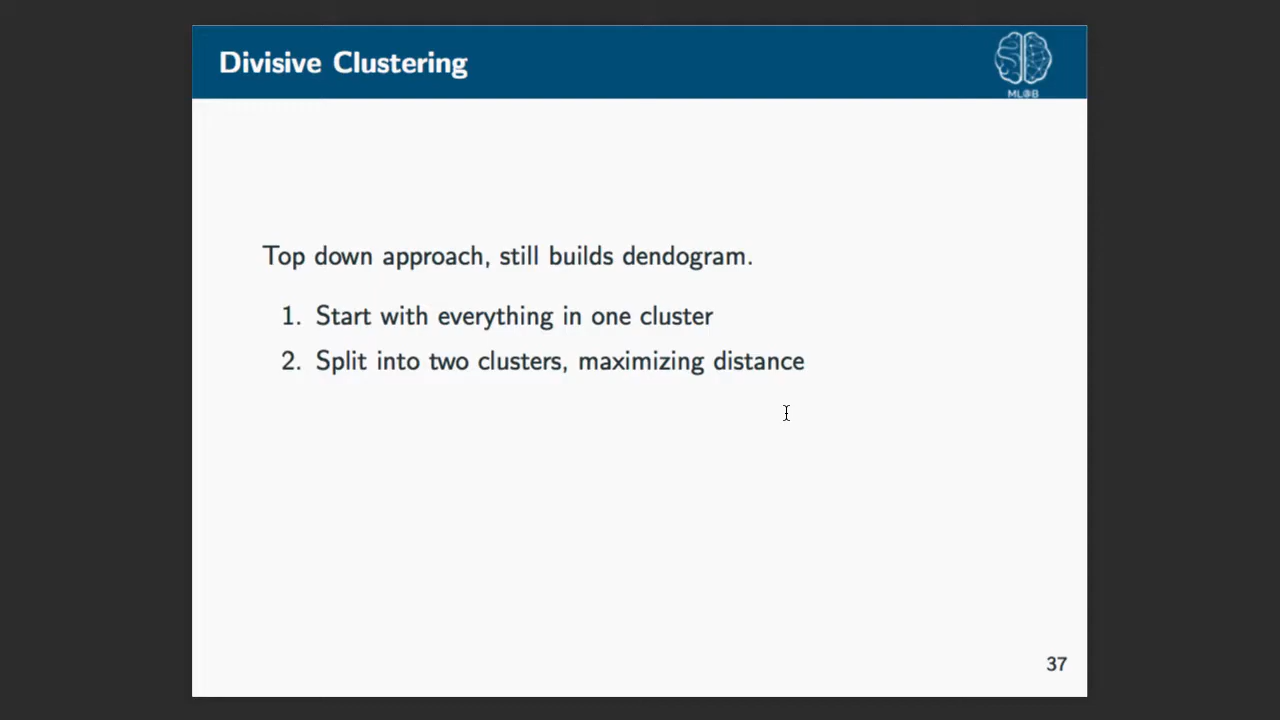 Divisive Clustering
ML@B
Top down approach, still builds dendogram.
1. Start with everything in one cluster
2. Split into two clusters, maximizing distance
37